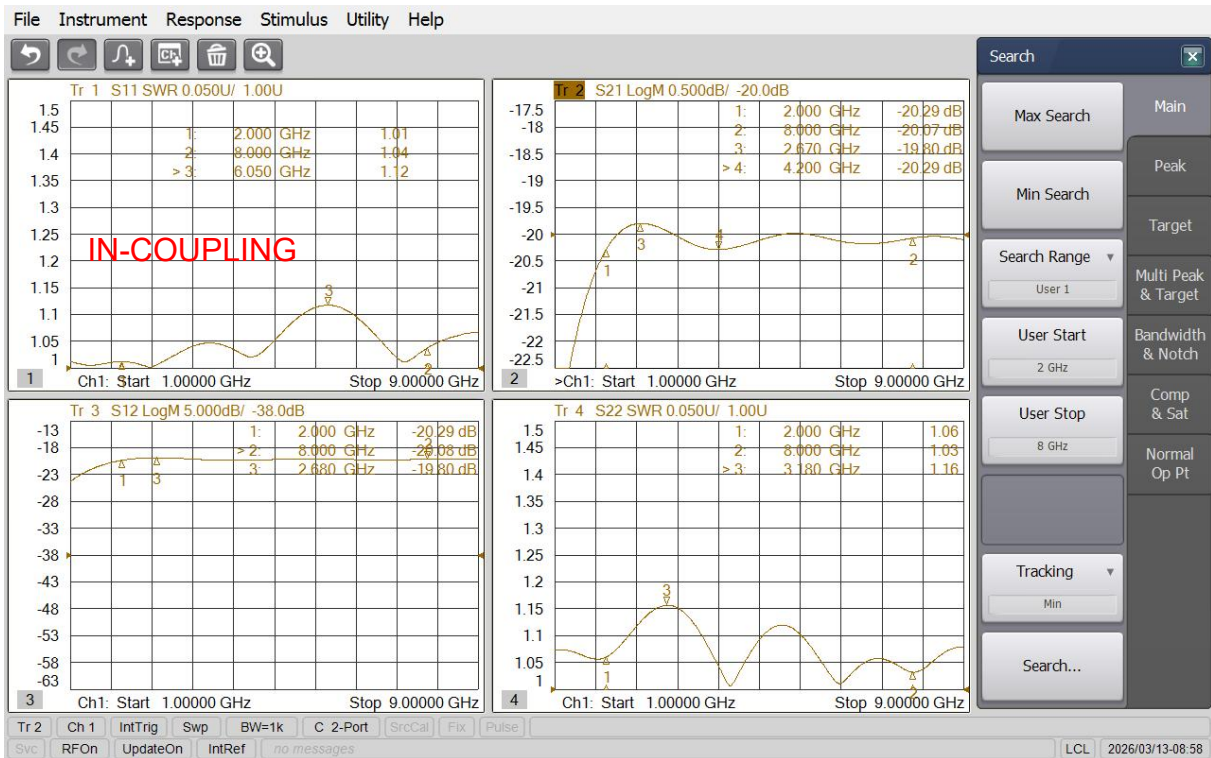 File Instrument Response Stimulus Utility Help
Ch
Search
Tr 1 S11 SWR 0.050U/ 1.00U
1.5
1.45
1.4
1.35
1.3
1.25
1.2
1.15
1.1
1.05
1
1: 2.000 GHz 1.01
2: 8.000 GHz 1.04
> 3: 6.050 GHz 1.12
IN-COUPLING
3
1
2
1 Ch1: Start 1.00000 GHz Stop 9.00000 GHz
Tr 2 S21 LogM 0.500dB/ -20.0dB
-17.5
-18
-18.5
-19
-19.5
-20
-20.5
-21
-21.5
-22
-22.5
1: 2.000 GHz -20.29 dB
2: 8.000 GHz -20.07 dB
3: 2.670 GHz -19.80 dB
> 4: 4.200 GHz -20.29 dB
4
3
2
1
2 >Ch1: Start 1.00000 GHz Stop 9.00000 GHz
Tr 3 S12 LogM 5.000dB/ -38.0dB
-13
-18
-23
-28
-33
-38
-43
-48
-53
-58
-63
1: 2.000 GHz -20.29 dB
> 2: 8.000 GHz -20.08 dB
3: 2.680 GHz -19.80 dB
2
1 3
3 Ch1: Start 1.00000 GHz Stop 9.00000 GHz
Tr 4 S22 SWR 0.050U/ 1.00U
1.5
1.45
1.4
1.35
1.3
1.25
1.2
1.15
1.1
1.05
1
1: 2.000 GHz 1.06
2: 8.000 GHz 1.03
> 3: 3.180 GHz 1.16
3
1
2
4 Ch1: Start 1.00000 GHz Stop 9.00000 GHz
Max Search
Min Search
Search Range
User 1
User Start
2 GHz
User Stop
8 GHz
Tracking
Min
Search...
Main
Peak
Target
Multi Peak
& Target
Bandwidth
& Notch
Comp
& Sat
Normal
Op Pt
Tr 2 Ch 1 IntTrig Swp BW=1k C 2-Port SrcCal Fix Pulse
Svc RFOn UpdateOn IntRef no messages LCL 2026/03/13-08:58